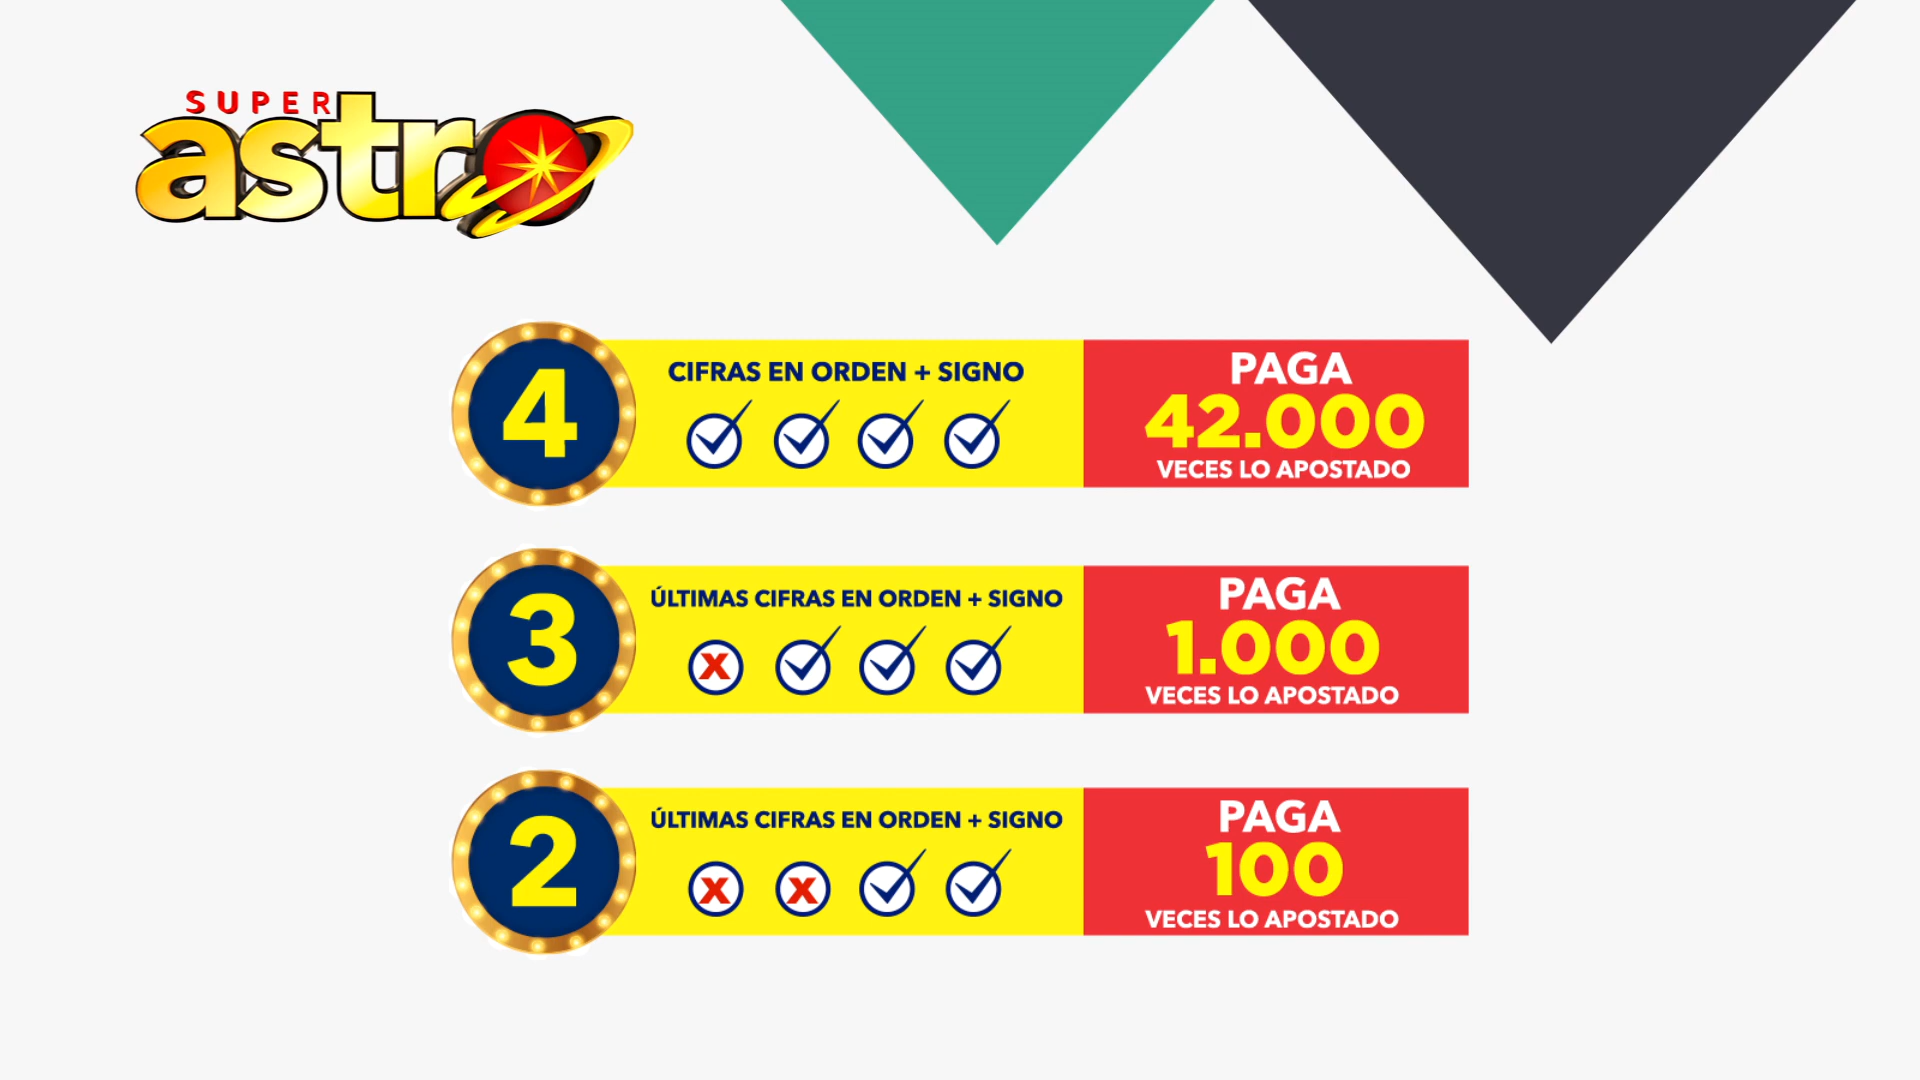 SUPER
astro
4
CIFRAS EN ORDEN + SIGNO
PAGA
42.000
VECES LO APOSTADO
3
ÚLTIMAS CIFRAS EN ORDEN + SIGNO
X
PAGA
1.000
VECES LO APOSTADO
2
ÚLTIMAS CIFRAS EN ORDEN + SIGNO
X X
PAGA
100
VECES LO APOSTADO